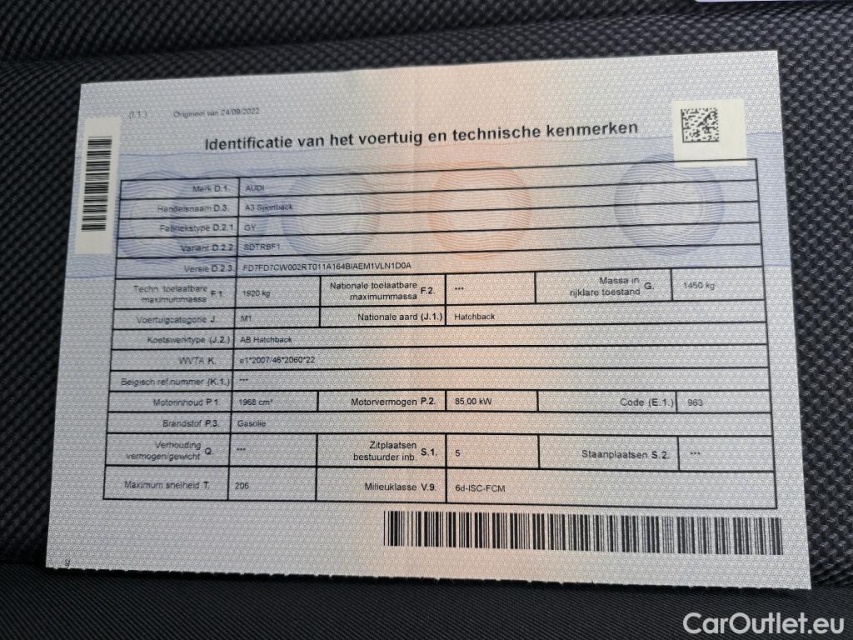 (I.1.) Origineel van 24/09/2022
Identificatie van het voertuig en technische kenmerken
Merk D.1. AUDI
Handelsnaam D.3. A3 Sportback
Fabriekstype D.2.1. GY
Variant D.2.2. SDTRBF1
Versie D.2.3. FD7FD7CW002RT011A164BIAEM1VLN1D0A
Techn. toelaatbare maximummassa F.1. 1920 kg Nationale toelaatbare maximummassa F.2. *** Massa in rijklare toestand G. 1450 kg
Voertuigcategorie J. M1 Nationale aard (J.1.) Hatchback
Koetswerktype (J.2.) AB Hatchback
WVTA K. e1*2007/46*2060*22
Belgisch ref.nummer (K.1.) ***
Motorinhoud P.1. 1968 cm³ Motorvermogen P.2. 85,00 kW Code (E.1.) 963
Brandstof P.3. Gasolie
Verhouding vermogen/gewicht Q. *** Zitplaatsen bestuurder inb. S.1. 5 Staanplaatsen S.2. ***
Maximum snelheid T. 206 Milieuklasse V.9. 6d-ISC-FCM
CarOutlet.eu